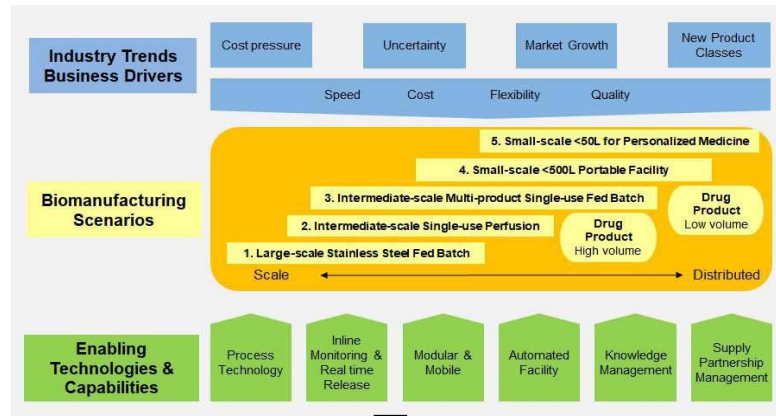 Industry Trends
Business Drivers
Cost pressure
Uncertainty
Market Growth
New Product
Classes
Speed Cost Flexibility Quality
Biomanufacturing
Scenarios
5. Small-scale <50L for Personalized Medicine
4. Small-scale <500L Portable Facility
3. Intermediate-scale Multi-product Single-use Fed Batch
2. Intermediate-scale Single-use Perfusion
1. Large-scale Stainless Steel Fed Batch
Drug
Product
High volume
Drug
Product
Low volume
Scale
Distributed
Enabling
Technologies &
Capabilities
Process
Technology
Inline
Monitoring &
Real time
Release
Modular &
Mobile
Automated
Facility
Knowledge
Management
Supply
Partnership
Management